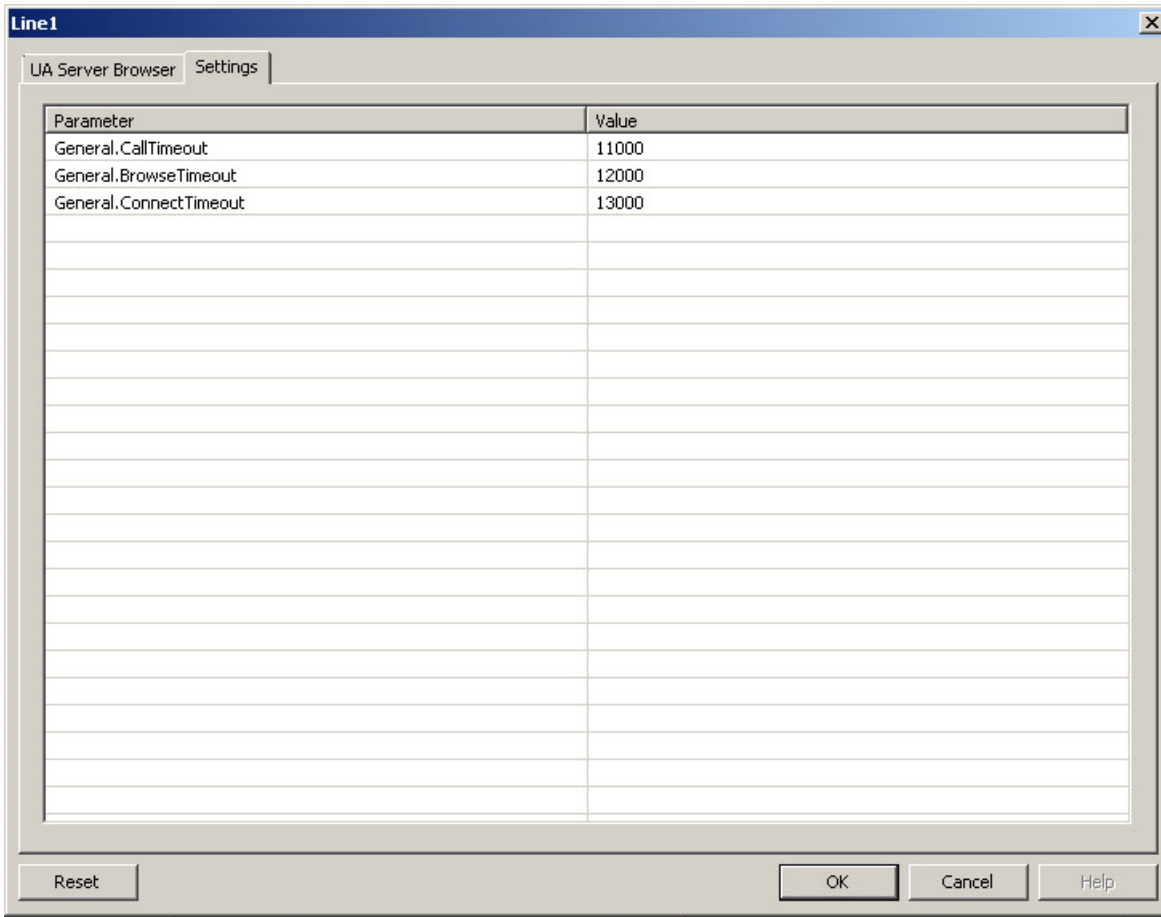 Line1
UA Server Browser Settings
Parameter Value
General.CallTimeout 11000
General.BrowseTimeout 12000
General.ConnectTimeout 13000
Reset OK Cancel Help